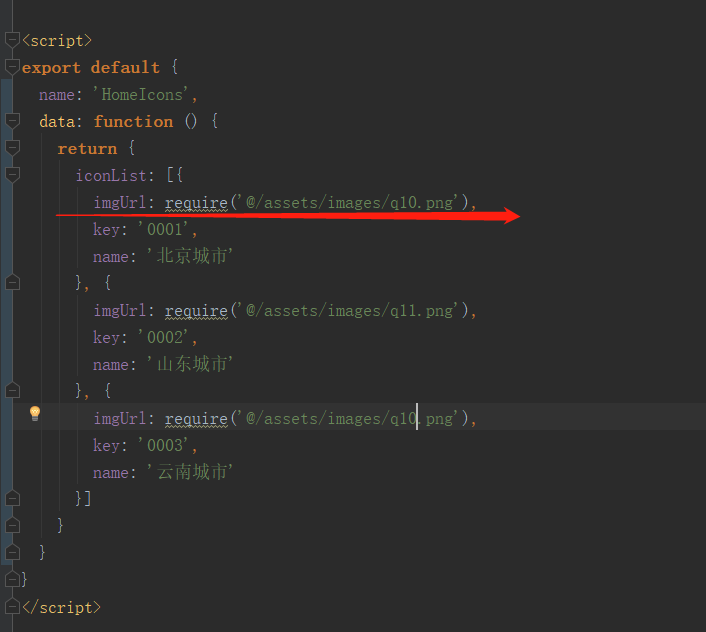 <script>
export default {
name: 'HomeIcons',
data: function () {
return {
iconList: [{
imgUrl: require('@/assets/images/q10.png'),
key: '0001',
name: '北京城市'
}, {
imgUrl: require('@/assets/images/q11.png'),
key: '0002',
name: '山东城市'
}, {
imgUrl: require('@/assets/images/q10.png'),
key: '0003',
name: '云南城市'
}]
}
}
}
</script>